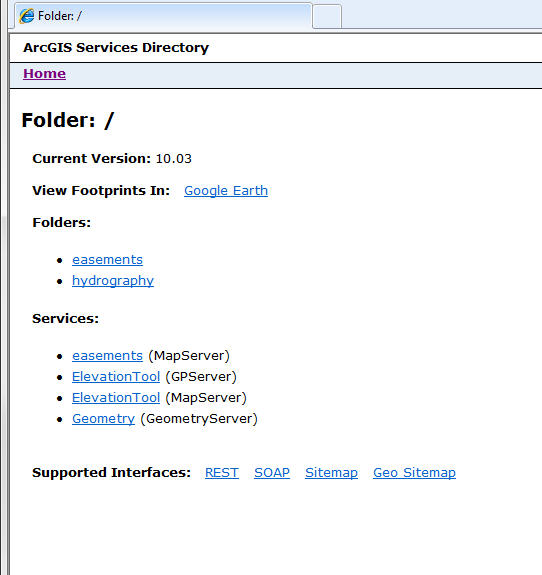 Folder: /
ArcGIS Services Directory
Home
Folder: /
Current Version: 10.03
View Footprints In: Google Earth
Folders:
easements
hydrography
Services:
easements (MapServer)
ElevationTool (GPServer)
ElevationTool (MapServer)
Geometry (GeometryServer)
Supported Interfaces: REST SOAP Sitemap Geo Sitemap